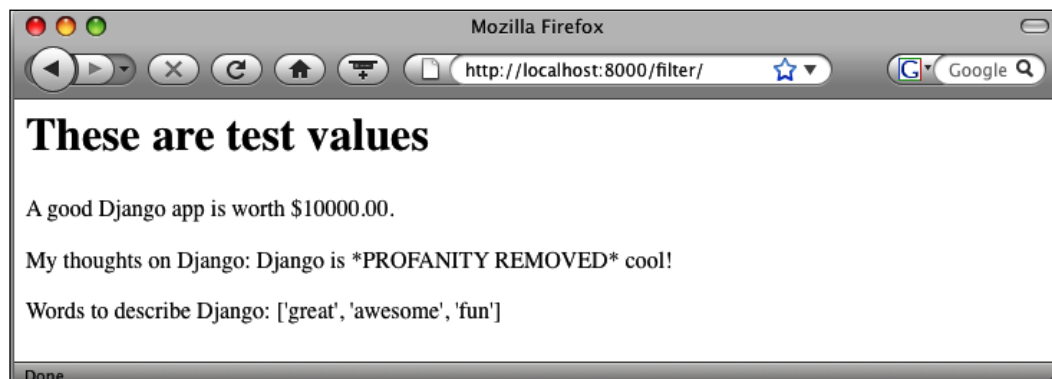 Mozilla Firefox
http://localhost:8000/filter/
G Google
These are test values
A good Django app is worth $10000.00.
My thoughts on Django: Django is *PROFANITY REMOVED* cool!
Words to describe Django: ['great', 'awesome', 'fun']
Done